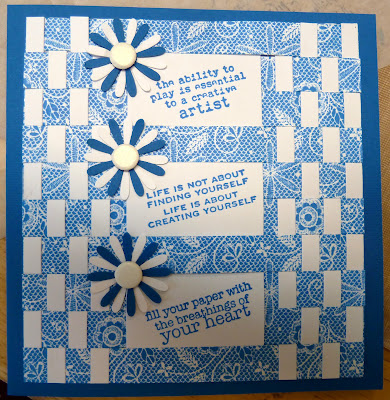 the ability to
play is essential
to a creative
artist
LIFE IS NOT ABOUT
FINDING YOURSELF
LIFE IS ABOUT
CREATING YOURSELF
fill your paper with
the breathings of
your heart